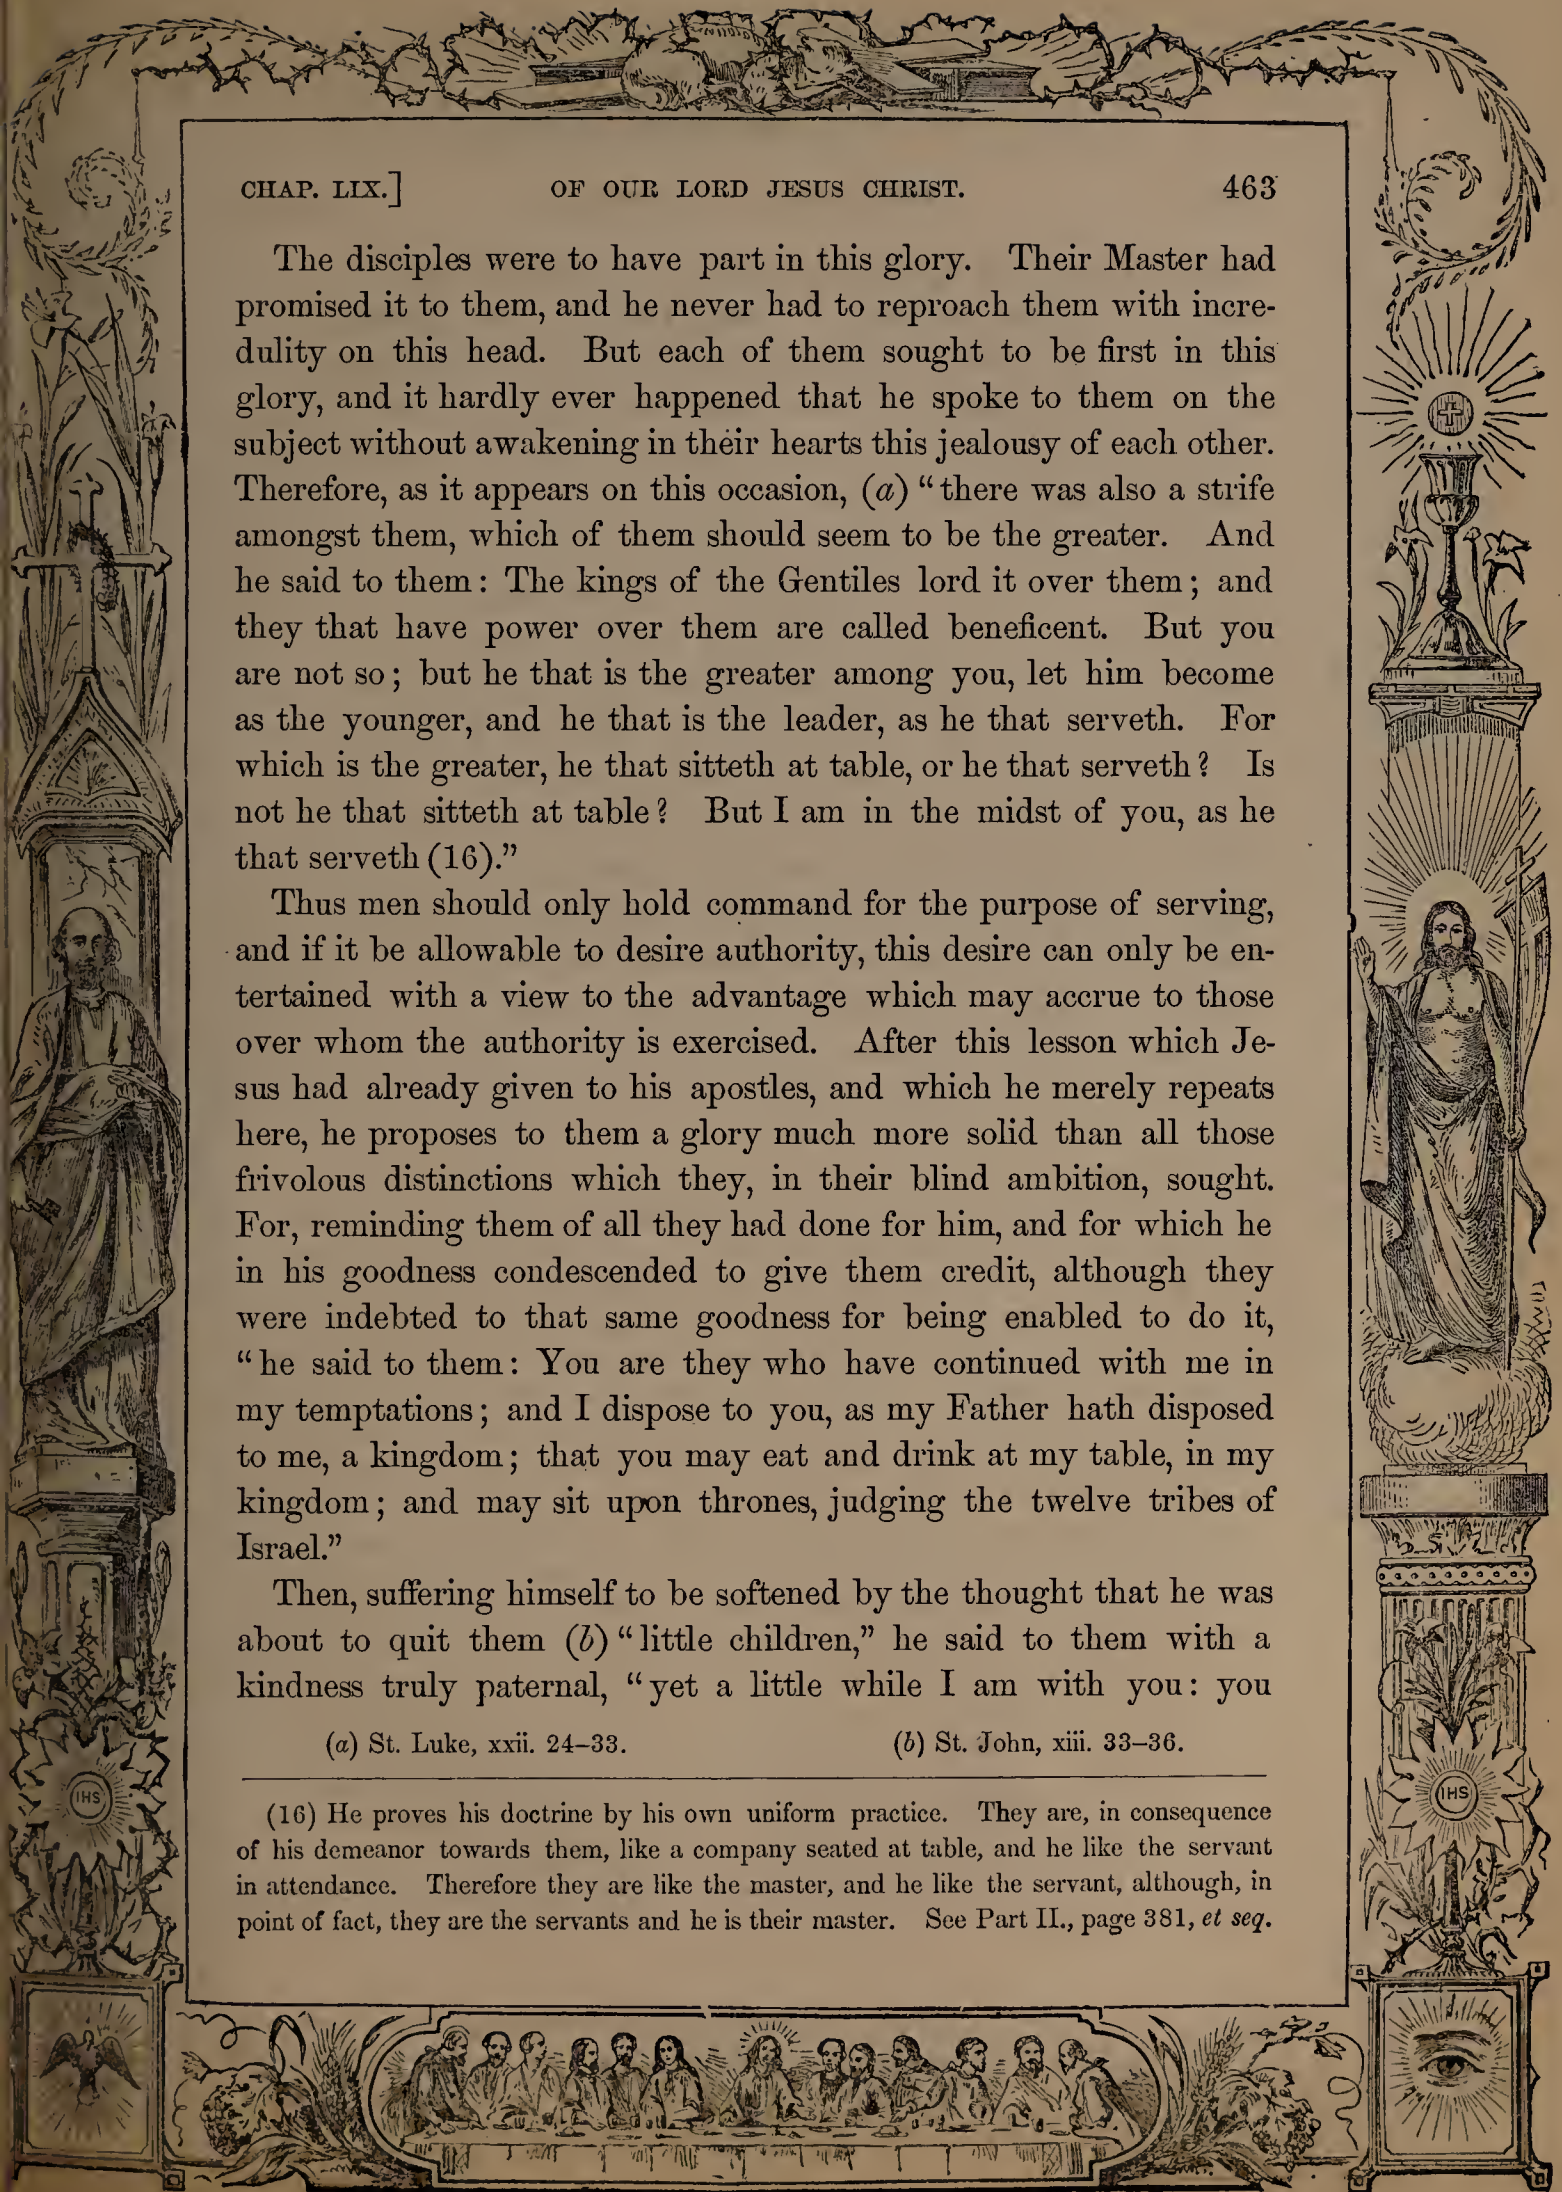 CHAP. LIX.] OF OUR LORD JESUS CHRIST. 463
The disciples were to have part in this glory. Their Master had
promised it to them, and he never had to reproach them with incre-
dulity on this head. But each of them sought to be first in this
glory, and it hardly ever happened that he spoke to them on the
subject without awakening in their hearts this jealousy of each other.
Therefore, as it appears on this occasion, (a) “there was also a strife
amongst them, which of them should seem to be the greater. And
he said to them: The kings of the Gentiles lord it over them; and
they that have power over them are called beneficent. But you
are not so; but he that is the greater among you, let him become
as the younger, and he that is the leader, as he that serveth. For
which is the greater, he that sitteth at table, or he that serveth? Is
not he that sitteth at table? But I am in the midst of you, as he
that serveth (16).”
Thus men should only hold command for the purpose of serving,
and if it be allowable to desire authority, this desire can only be en-
tertained with a view to the advantage which may accrue to those
over whom the authority is exercised. After this lesson which Je-
sus had already given to his apostles, and which he merely repeats
here, he proposes to them a glory much more solid than all those
frivolous distinctions which they, in their blind ambition, sought.
For, reminding them of all they had done for him, and for which he
in his goodness condescended to give them credit, although they
were indebted to that same goodness for being enabled to do it,
“he said to them: You are they who have continued with me in
my temptations; and I dispose to you, as my Father hath disposed
to me, a kingdom; that you may eat and drink at my table, in my
kingdom; and may sit upon thrones, judging the twelve tribes of
Israel.”
Then, suffering himself to be softened by the thought that he was
about to quit them (b) “little children,” he said to them with a
kindness truly paternal, “yet a little while I am with you: you
(a) St. Luke, xxii. 24–33. (b) St. John, xiii. 33–36.
(16) He proves his doctrine by his own uniform practice. They are, in consequence
of his demeanor towards them, like a company seated at table, and he like the servant
in attendance. Therefore they are like the master, and he like the servant, although, in
point of fact, they are the servants and he is their master. See Part II., page 381, et seq.
IHS
IHS